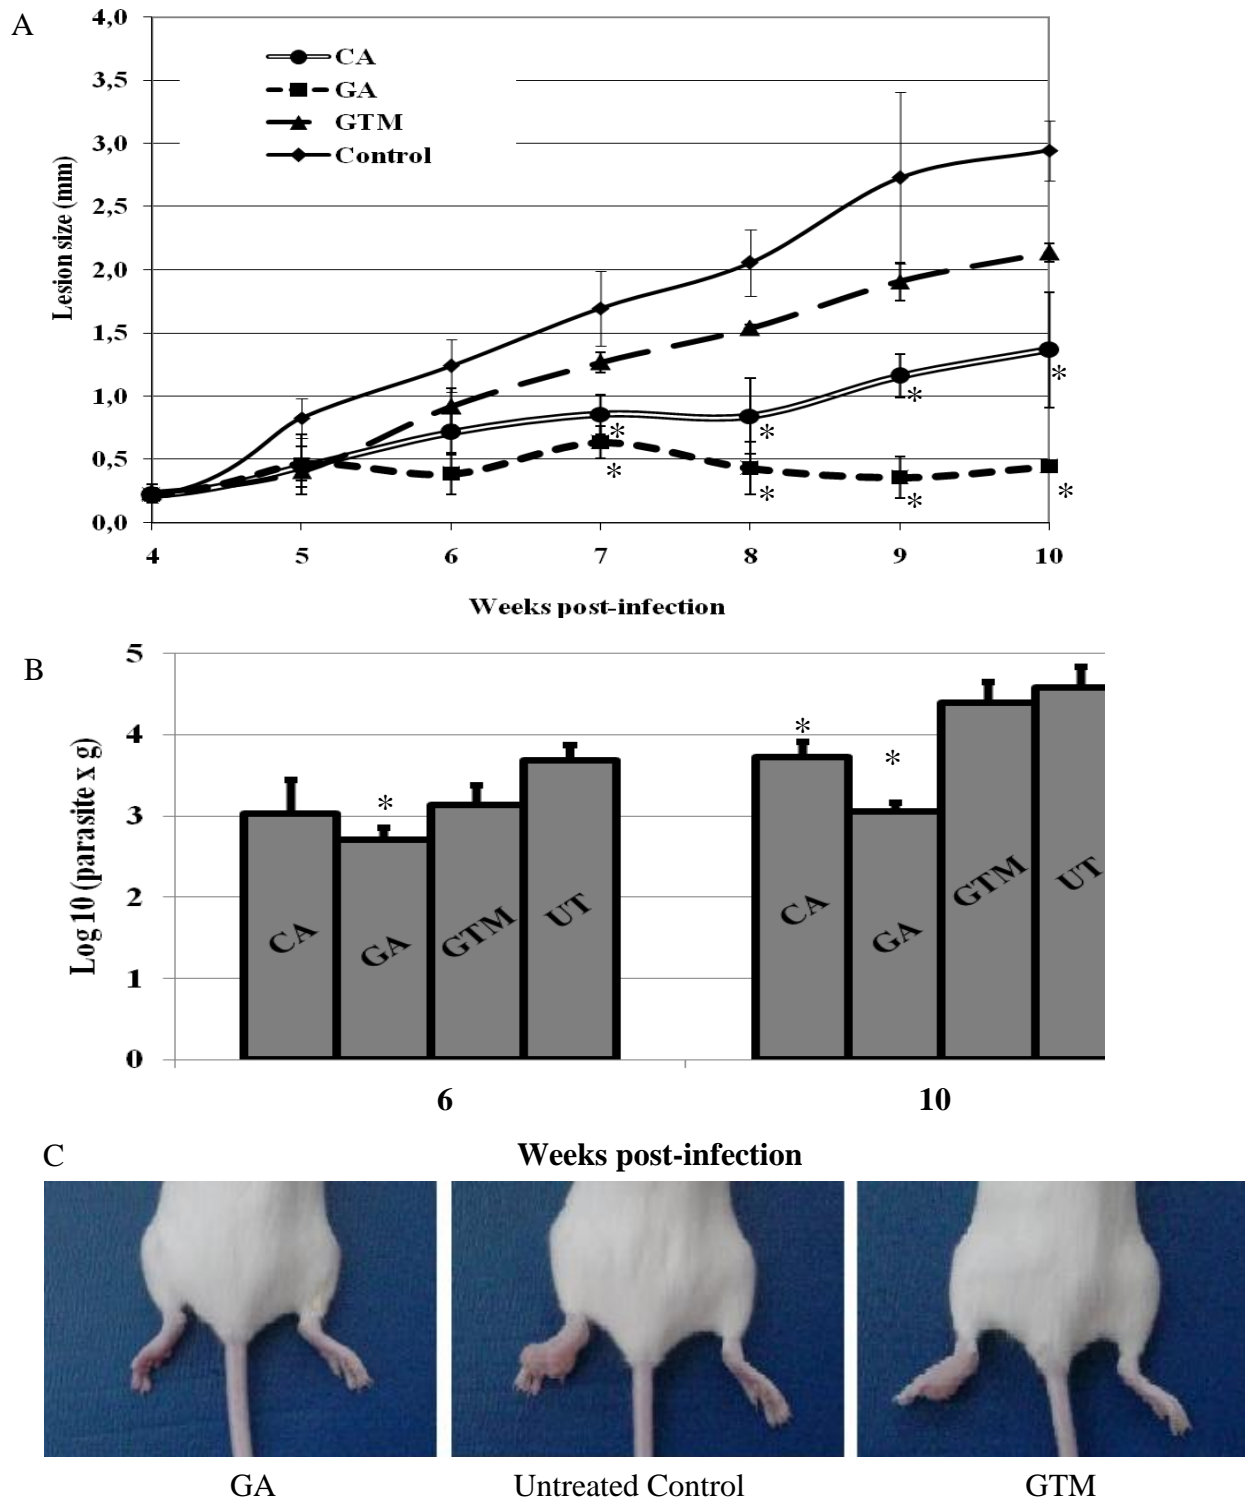 A
4,0
3,5
3,0
2,5
2,0
1,5
1,0
0,5
0,0
Lesion size (mm)
CA
GA
GTM
Control
* * * *
* * * *
4 5 6 7 8 9 10
Weeks post-infection
B
5
4
3
2
1
0
Log10 (parasite x g)
* * *
CA GA GTM UT CA GA GTM UT
6 10
Weeks post-infection
C
GA Untreated Control GTM